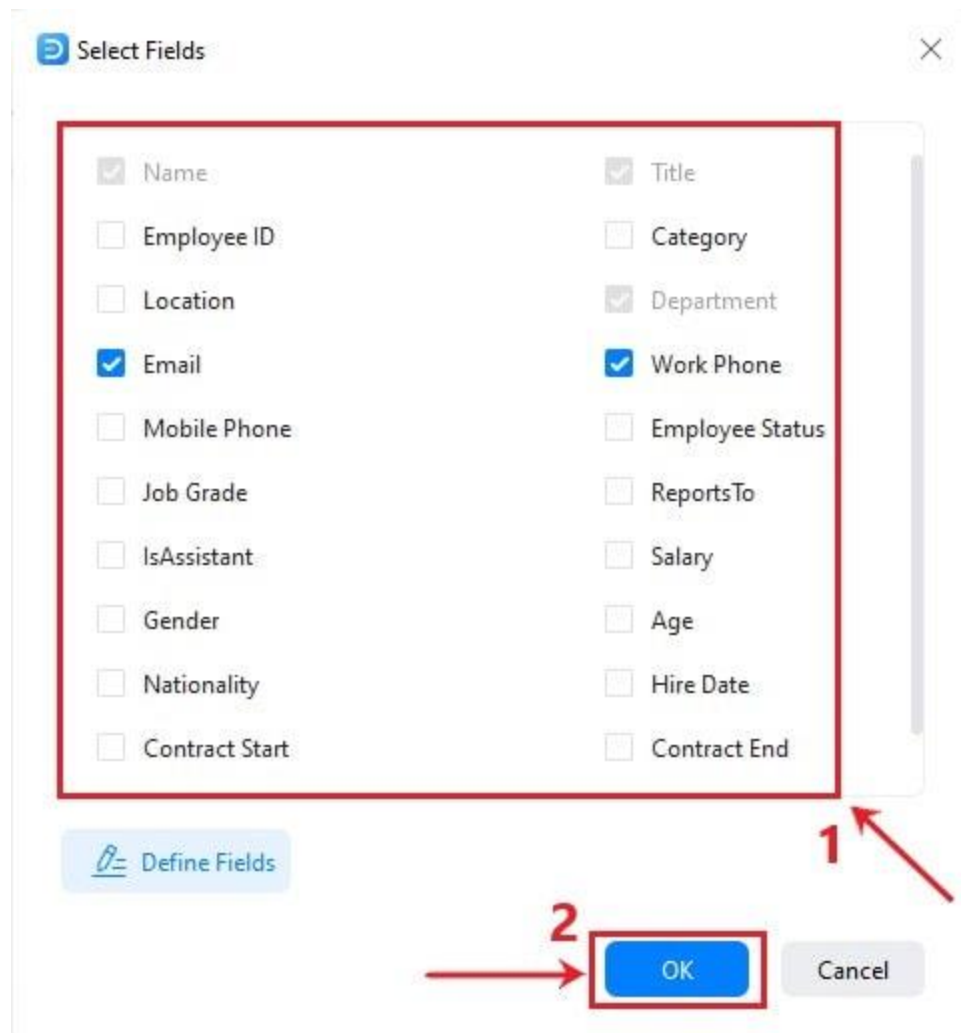 Select Fields
Name Title
Employee ID Category
Location Department
Email Work Phone
Mobile Phone Employee Status
Job Grade ReportsTo
IsAssistant Salary
Gender Age
Nationality Hire Date
Contract Start Contract End
1
Define Fields
2
OK Cancel